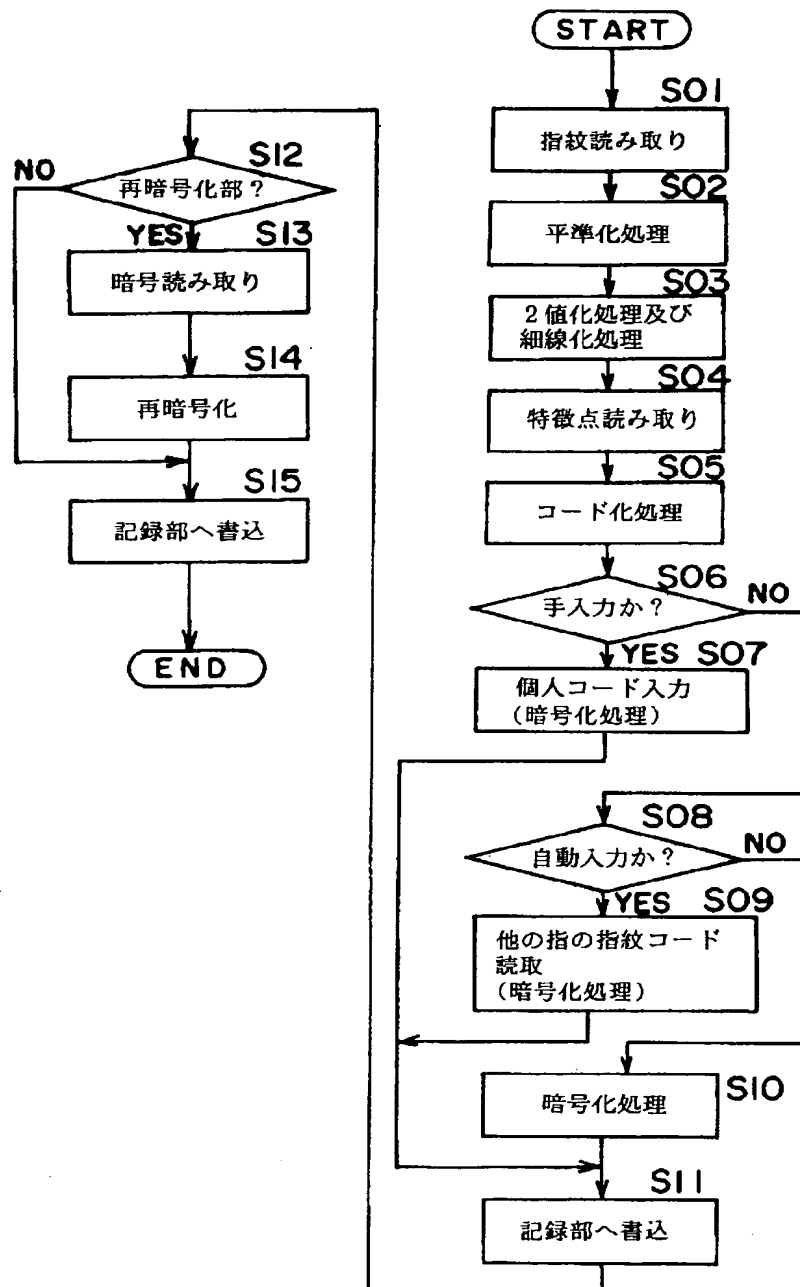 START
S01
指紋読み取り
S02
平準化処理
S03
2値化処理及び
細線化処理
S04
特徴点読み取り
S05
コード化処理
S06
手入力か？
NO
YES
S07
個人コード入力
(暗号化処理)
S08
自動入力か？
NO
YES
S09
他の指の指紋コード
読取
(暗号化処理)
S10
暗号化処理
S11
記録部へ書込
S12
再暗号化部？
NO
YES
S13
暗号読み取り
S14
再暗号化
S15
記録部へ書込
END